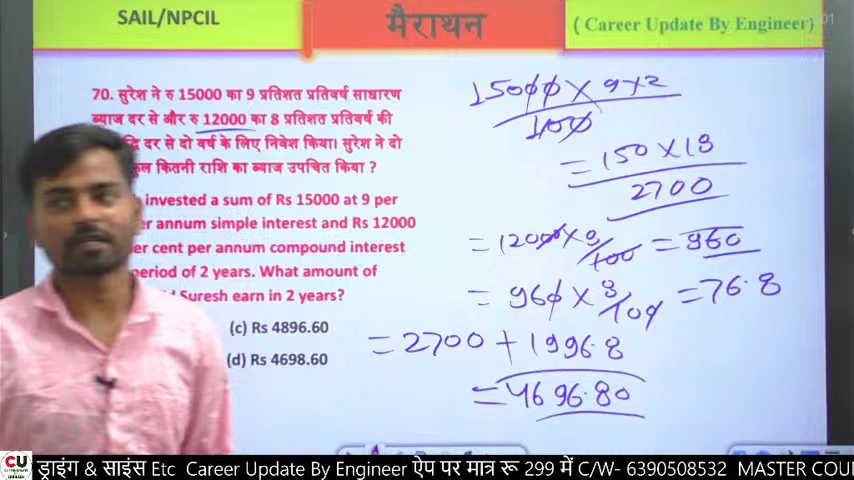 SAIL/NPCIL
मैराथन
( Career Update By Engineer )
01
70. सुरेश ने रु 15000 का 9 प्रतिशत प्रतिवर्ष साधारण
ब्याज दर से और रु 12000 का 8 प्रतिशत प्रतिवर्ष की
दर से दो वर्ष के लिए निवेश किया। सुरेश ने दो
कितनी राशि का ब्याज उपचित किया ?
invested a sum of Rs 15000 at 9 per
annum simple interest and Rs 12000
cent per annum compound interest
period of 2 years. What amount of
Suresh earn in 2 years?
(c) Rs 4896.60
(d) Rs 4698.60
15000 X 9 x 2
100
= 150 X 18
2700
= 12000 x 8/100 = 960
= 960 x 8/100 = 76.8
= 2700 + 1996.8
= 4696.80
CU
ड्राइंग & साइंस Etc Career Update By Engineer ऐप पर मात्र रू 299 में C/W- 6390508532 MASTER COU